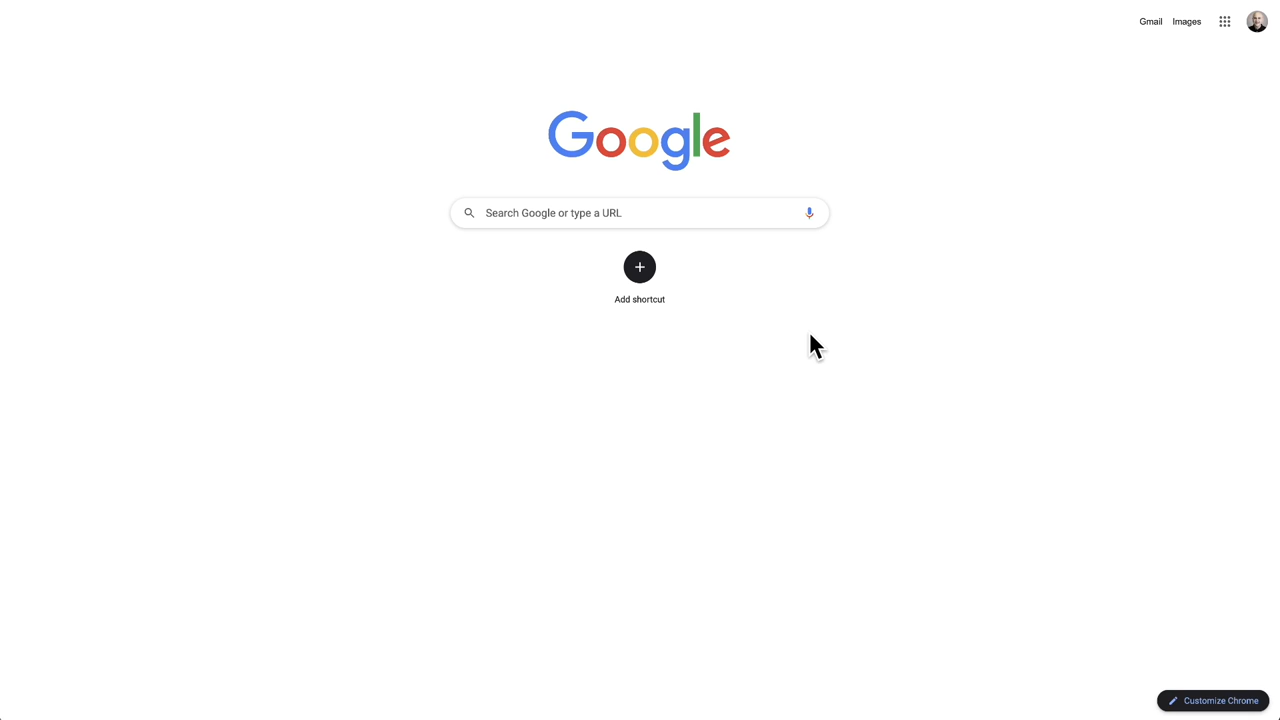 Gmail Images
Google
Search Google or type a URL
Add shortcut
Customize Chrome